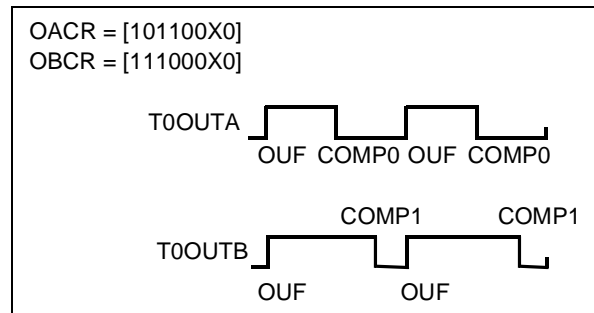 OACR = [101100X0]
OBCR = [111000X0]
T0OUTA
OUF COMP0 OUF COMP0
COMP1 COMP1
T0OUTB
OUF OUF